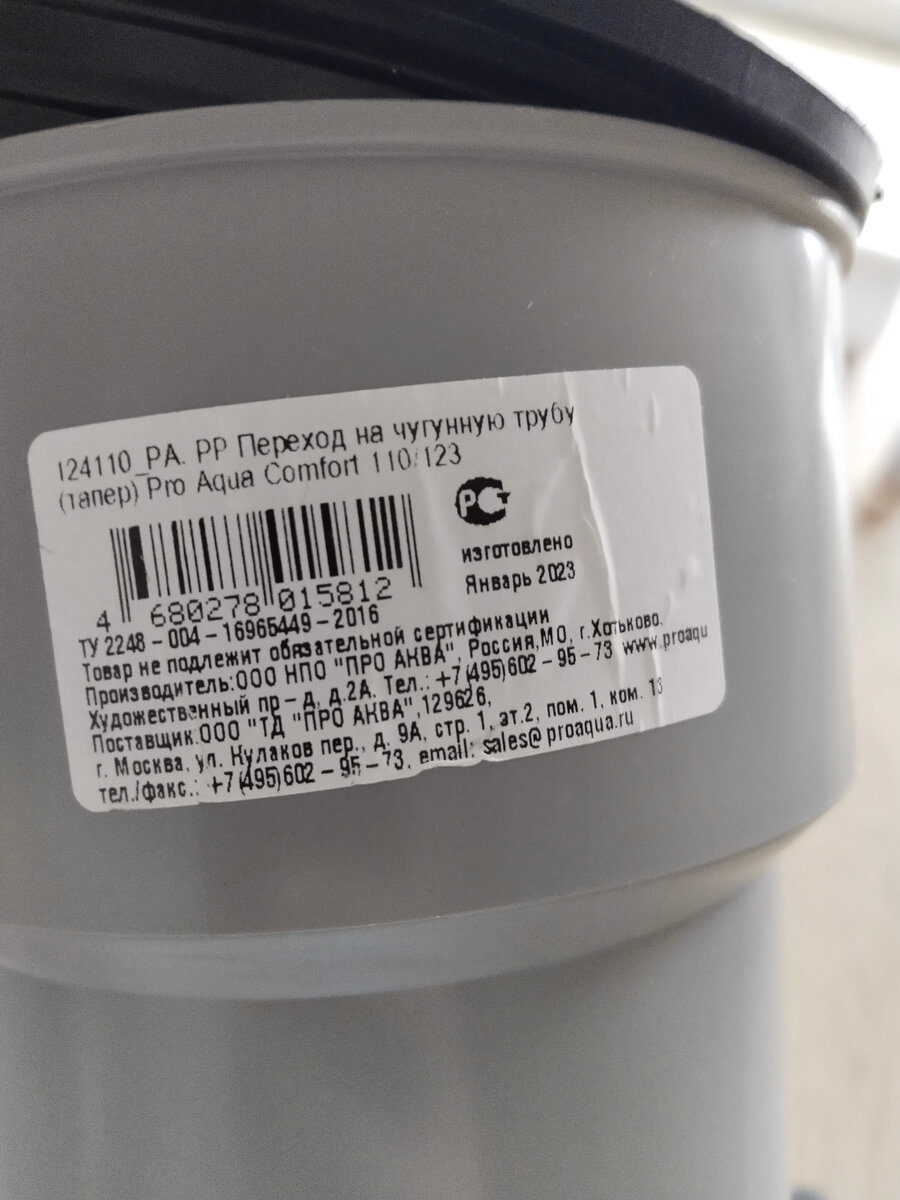 124110_PA. PP Переход на чугунную трубу
(тапер) Pro Aqua Comfort 110/123
РС
изготовлено
Январь 2023
4 680278 015812
ТУ 2248 - 004 - 16965449 - 2016
Товар не подлежит обязательной сертификации
Производитель:ООО НПО "ПРО АКВА", Россия,МО, г.Хотьково.
Художественный пр-д, д.2А. Тел.: +7(495)602 - 95 - 73 www.proaqu
Поставщик:ООО "ТД "ПРО АКВА",129626,
г. Москва, ул. Кулаков пер., д. 9А, стр. 1, эт.2, пом. 1, ком. 13
тел./факс.: +7(495)602 - 95 - 73, email: sales@proaqua.ru